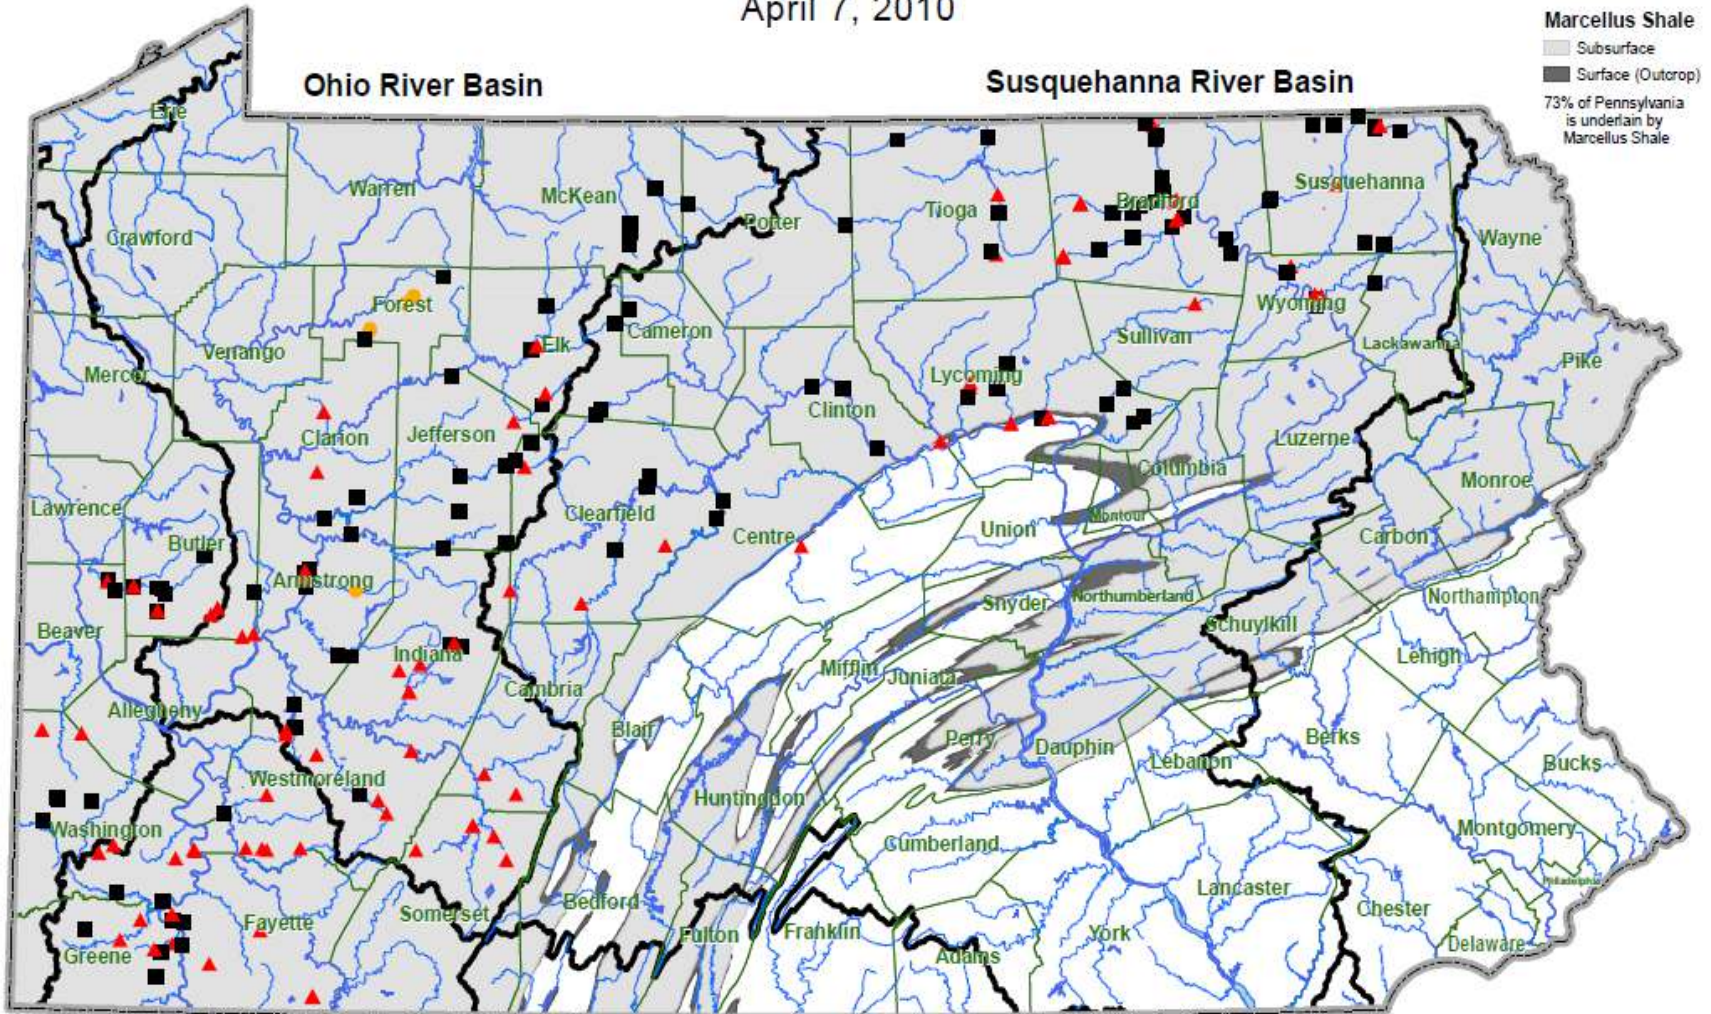 April 7, 2010
Marcellus Shale
Subsurface
Surface (Outcrop)
73% of Pennsylvania
is underlain by
Marcellus Shale
Ohio River Basin
Susquehanna River Basin
Erie
Warren
McKean
Potter
Tioga
Bradford
Susquehanna
Wayne
Crawford
Forest
Venango
Elk
Cameron
Sullivan
Wyoming
Lackawanna
Pike
Mercer
Lycoming
Clinton
Clarion
Jefferson
Luzerne
Columbia
Monroe
Lawrence
Clearfield
Centre
Union
Montour
Carbon
Butler
Armstrong
Snyder
Northumberland
Northampton
Beaver
Schuylkill
Indiana
Mifflin
Juniata
Lehigh
Cambria
Allegheny
Blair
Perry
Dauphin
Berks
Lebanon
Bucks
Westmoreland
Huntingdon
Washington
Cumberland
Montgomery
Philadelphia
Lancaster
Bedford
Chester
Somerset
Fayette
Fulton
Franklin
York
Delaware
Greene
Adams